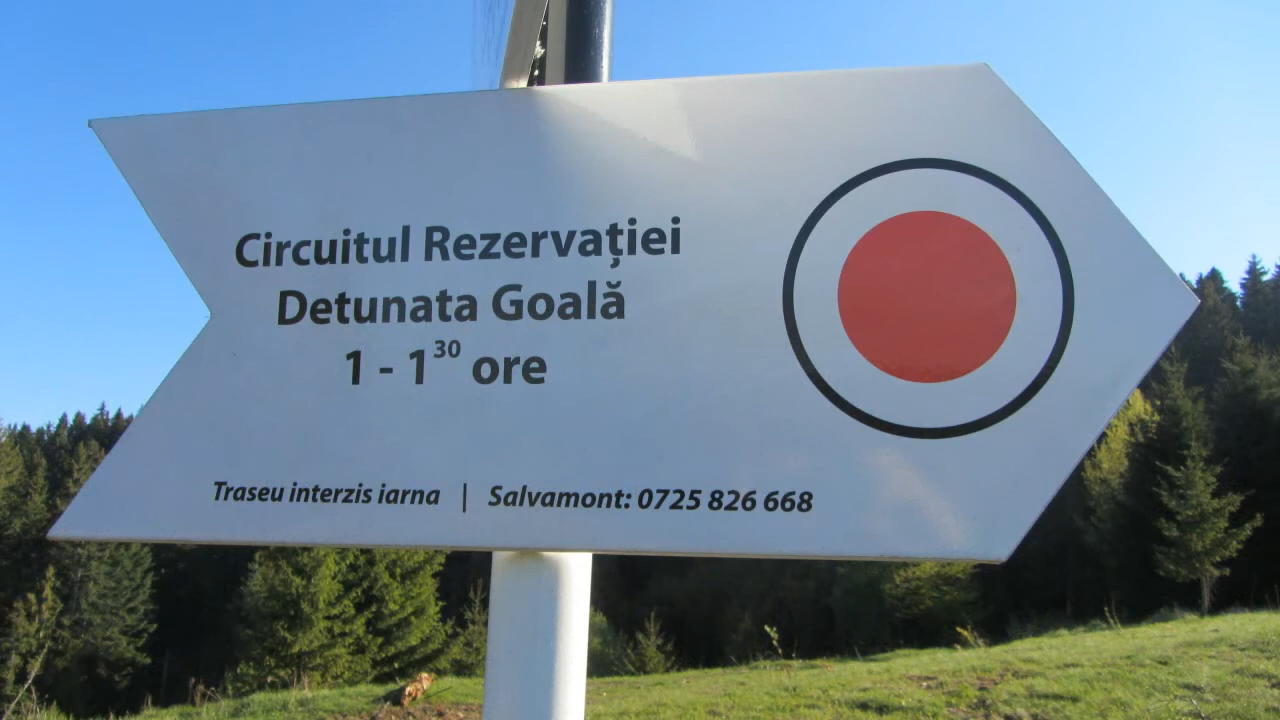 Circuitul Rezervației
Detunata Goală
1 - 1³⁰ ore
Traseu interzis iarna | Salvamont: 0725 826 668